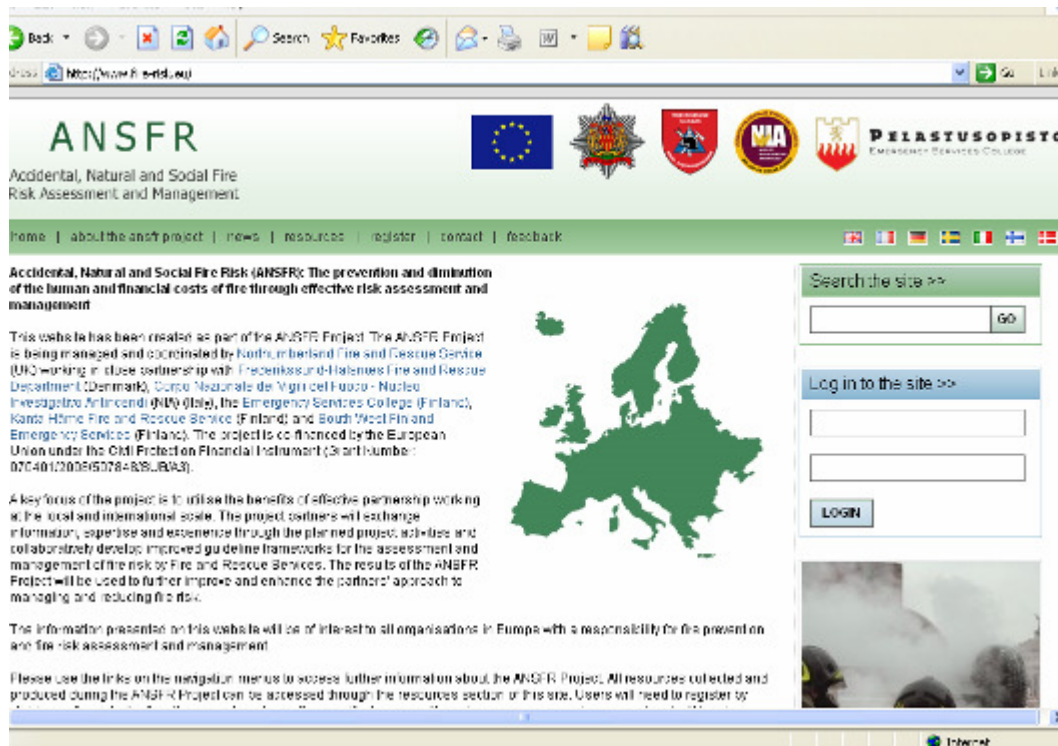 Back Search Favorites
http://www.fire-risk.eu/ Go
ANSFR
Accidental, Natural and Social Fire
Risk Assessment and Management
NIA
PELASTUSOPISTO
EMERGENCY SERVICES COLLEGE
home | about the ansfr project | news | resources | register | contact | feedback
Accidental, Natural and Social Fire Risk (ANSFR): The prevention and diminution
of the human and financial costs of fire through effective risk assessment and
management
This website has been created as part of the ANSFR Project. The ANSFR Project
is being managed and coordinated by Northumberland Fire and Rescue Service
(UK) working in close partnership with Frederikssund-Halsnæs Fire and Rescue
Department (Denmark), Corpo Nazionale dei Vigili del Fuoco - Nucleo
Investigativo Antincendi (NIA) (Italy), the Emergency Services College (Finland),
Kanta-Häme Fire and Rescue Service (Finland) and South West Finland
Emergency Services (Finland). The project is co-financed by the European
Union under the Civil Protection Financial Instrument (Grant Number:
070401/2009/507848/SUB/A3).
A key focus of the project is to utilise the benefits of effective partnership working
at the local and international scale. The project partners will exchange
information, expertise and experience through the planned project activities and
collaboratively develop improved guideline frameworks for the assessment and
management of fire risk by Fire and Rescue Services. The results of the ANSFR
Project will be used to further improve and enhance the partners' approach to
managing and reducing fire risk.
The information presented on this website will be of interest to all organisations in Europe with a responsibility for fire prevention
and fire risk assessment and management
Please use the links on the navigation menus to access further information about the ANSFR Project. All resources collected and
produced during the ANSFR Project can be accessed through the resources section of this site. Users will need to register by
Search the site >>
GO
Log in to the site >>
LOGIN
Internet